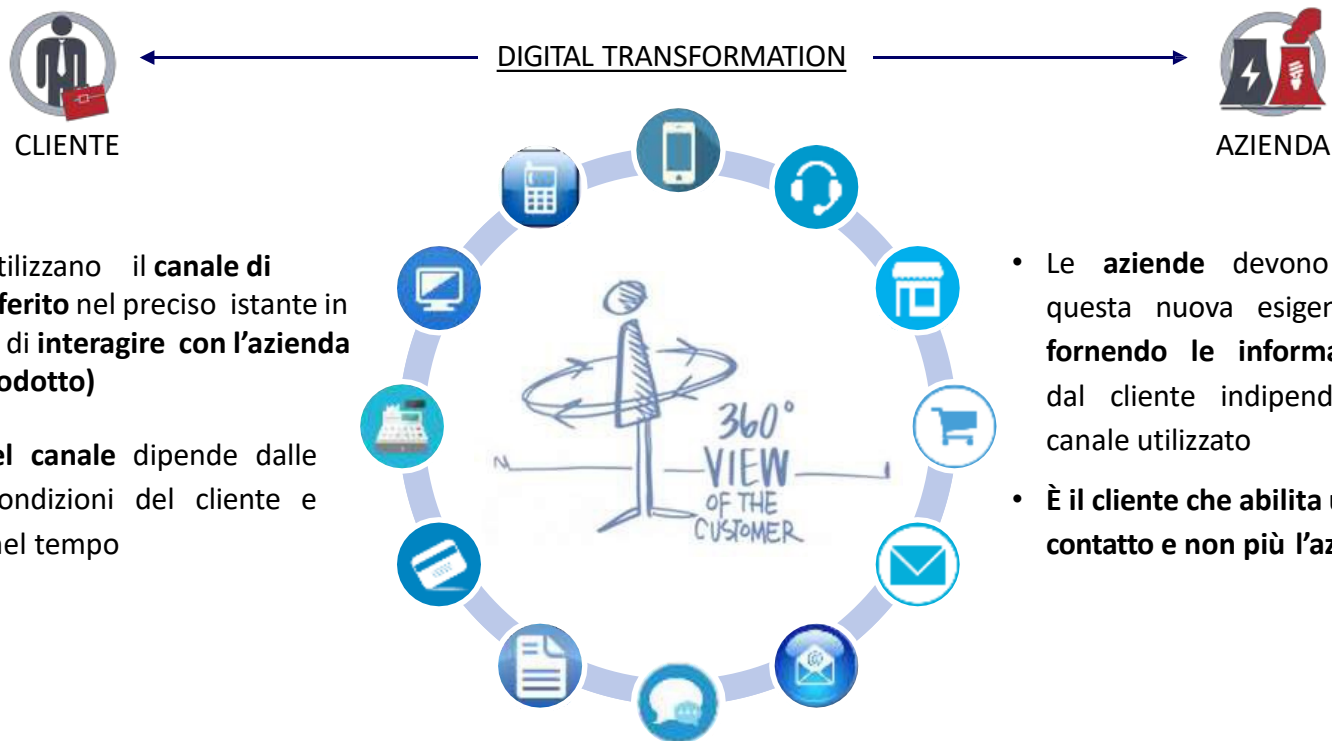 DIGITAL TRANSFORMATION
CLIENTE
AZIENDA
tilizzano il canale di
ferito nel preciso istante in
di interagire con l’azienda
odotto)
el canale dipende dalle
ondizioni del cliente e
nel tempo
360°
VIEW
OF THE
CUSTOMER
• Le aziende devono
questa nuova esiger
fornendo le informa
dal cliente indipend
canale utilizzato
• È il cliente che abilita u
contatto e non più l’az